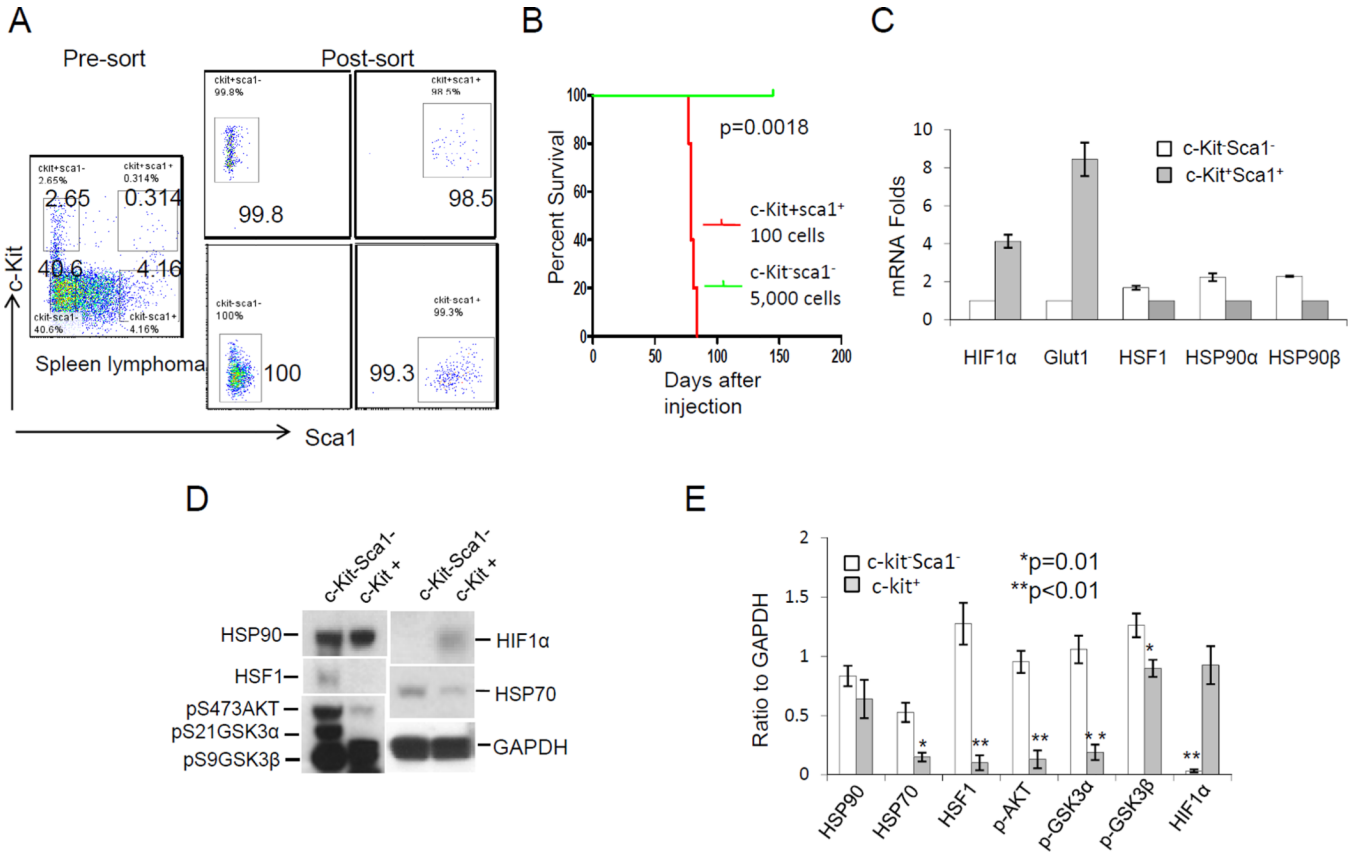 A
Pre-sort
Post-sort
ckit+sca1-
99.8%
ckit+sca1+
98.5%
ckit+sca1-
2.65%
ckit+sca1+
0.314%
2.65
0.314
99.8
98.5
40.6
4.16
ckit-sca1-
40.6%
ckit-sca1+
4.16%
ckit-sca1-
100%
ckit-sca1+
99.3%
100
99.3
c-Kit
Spleen lymphoma
Sca1
B
Percent Survival
100
80
60
40
20
0
p=0.0018
c-Kit+sca1+
100 cells
c-Kit-sca1-
5,000 cells
0 50 100 150 200
Days after
injection
C
mRNA Folds
10
8
6
4
2
0
c-Kit-Sca1-
c-Kit+Sca1+
HIF1α Glut1 HSF1 HSP90α HSP90β
D
c-Kit-Sca1-
c-Kit +
c-Kit-Sca1-
c-Kit +
HSP90
HSF1
pS473AKT
pS21GSK3α
pS9GSK3β
HIF1α
HSP70
GAPDH
E
Ratio to GAPDH
2
1.5
1
0.5
0
c-kit-Sca1-
c-kit+
*p=0.01
**p<0.01
* ** ** ** * **
HSP90 HSP70 HSF1 p-AKT p-GSK3α p-GSK3β HIF1α